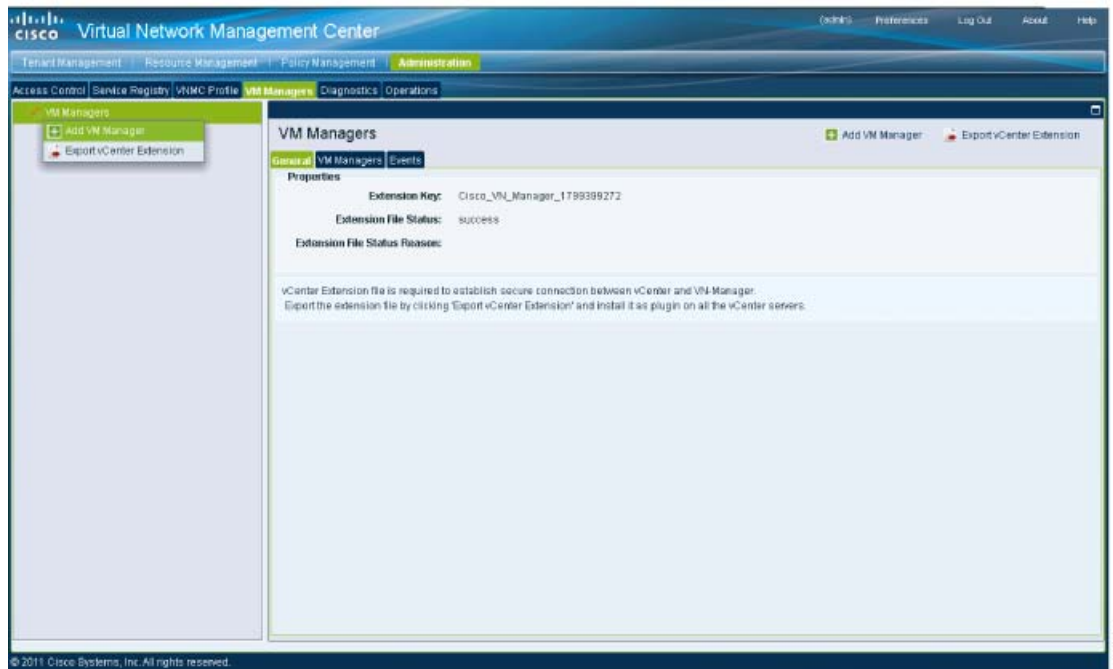 CISCO Virtual Network Management Center
(admin) Preferences Log Out About Help
Tenant Management | Resource Management | Policy Management | Administration
Access Control Service Registry VNMC Profile VM Managers Diagnostics Operations
VM Managers
Add VM Manager
Export vCenter Extension
VM Managers
Add VM Manager Export vCenter Extension
General VM Managers Events
Properties
Extension Key: Cisco_VN_Manager_1799399272
Extension File Status: success
Extension File Status Reason:
vCenter Extension file is required to establish secure connection between vCenter and VN-Manager.
Export the extension file by clicking 'Export vCenter Extension' and install it as plugin on all the vCenter servers.
© 2011 Cisco Systems, Inc. All rights reserved.